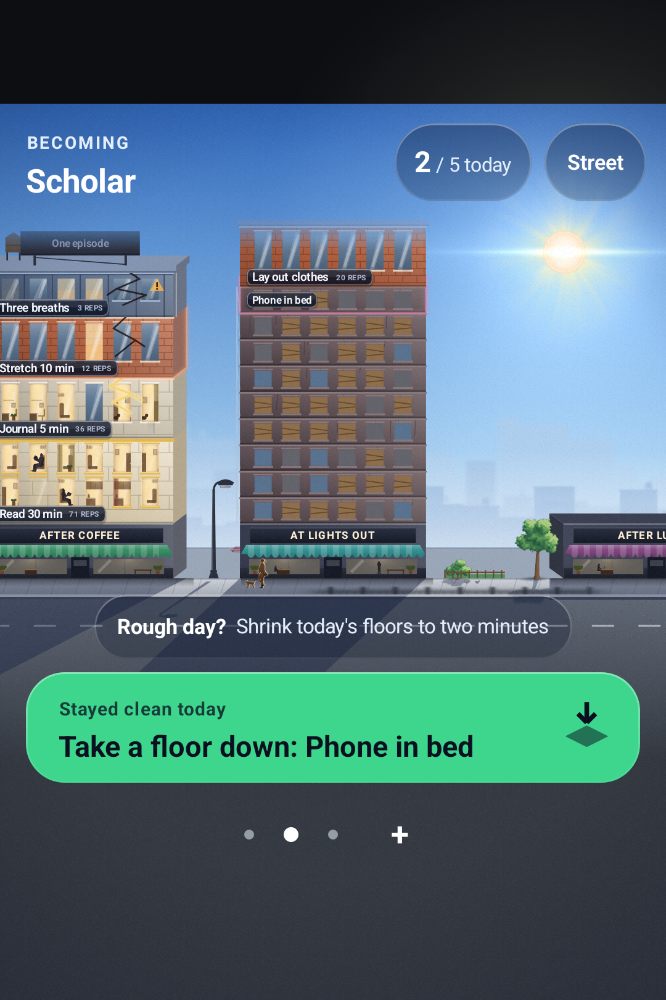 BECOMING
Scholar
2 / 5 today
Street
One episode
Three breaths 3 REPS
Stretch 10 min 12 REPS
Journal 5 min 36 REPS
Read 30 min 71 REPS
AFTER COFFEE
Lay out clothes 20 REPS
Phone in bed
AT LIGHTS OUT
AFTER LU
Rough day? Shrink today's floors to two minutes
Stayed clean today
Take a floor down: Phone in bed
+